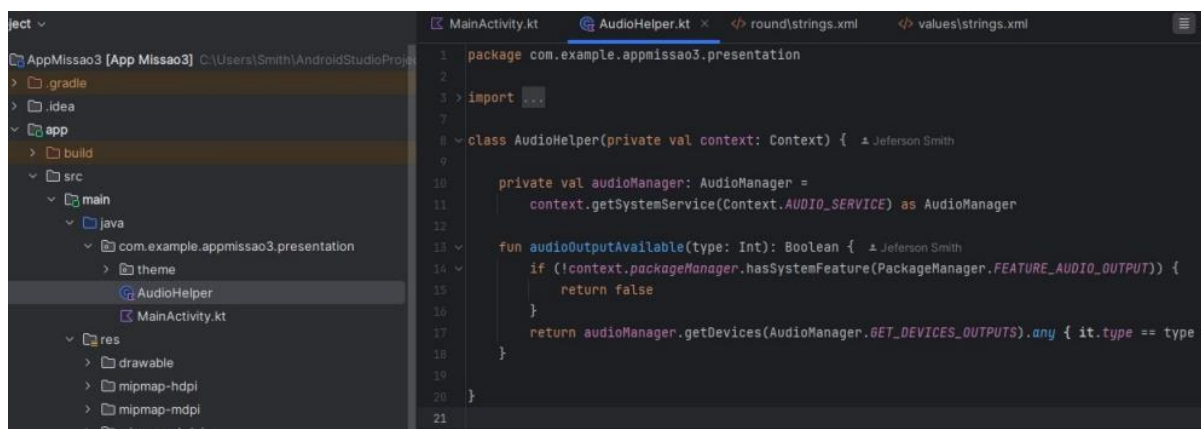 ject
AppMissao3 [App Missao3] C:\Users\Smith\AndroidStudioProje
.gradle
.idea
app
build
src
main
java
com.example.appmissao3.presentation
theme
AudioHelper
MainActivity.kt
res
drawable
mipmap-hdpi
mipmap-mdpi
MainActivity.kt AudioHelper.kt round\strings.xml values\strings.xml
1 package com.example.appmissao3.presentation
2
3 import ...
7
8 class AudioHelper(private val context: Context) { Jeferson Smith
9
10 private val audioManager: AudioManager =
11 context.getSystemService(Context.AUDIO_SERVICE) as AudioManager
12
13 fun audioOutputAvailable(type: Int): Boolean { Jeferson Smith
14 if (!context.packageManager.hasSystemFeature(PackageManager.FEATURE_AUDIO_OUTPUT)) {
15 return false
16 }
17 return audioManager.getDevices(AudioManager.GET_DEVICES_OUTPUTS).any { it.type == type
18 }
19
20 }
21